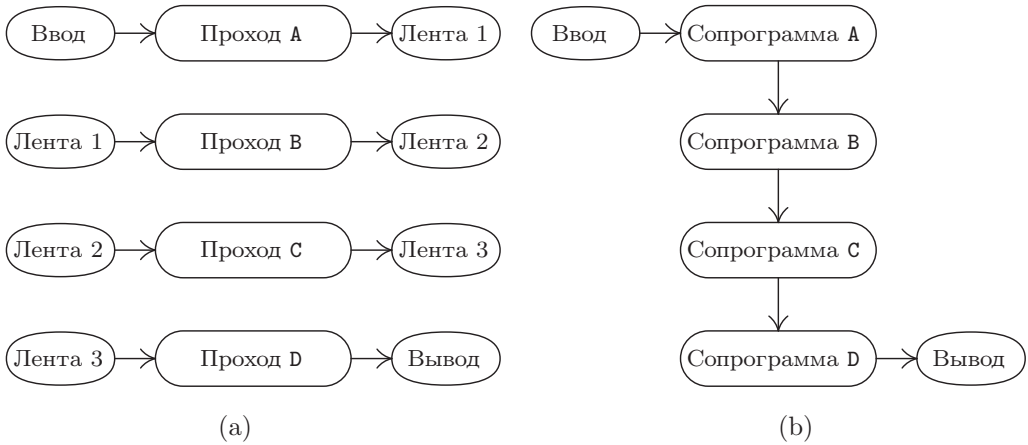 Ввод Проход A Лента 1 Ввод Сопрограмма A
Лента 1 Проход B Лента 2 Сопрограмма B
Лента 2 Проход C Лента 3 Сопрограмма C
Лента 3 Проход D Вывод Сопрограмма D Вывод
(a) (b)